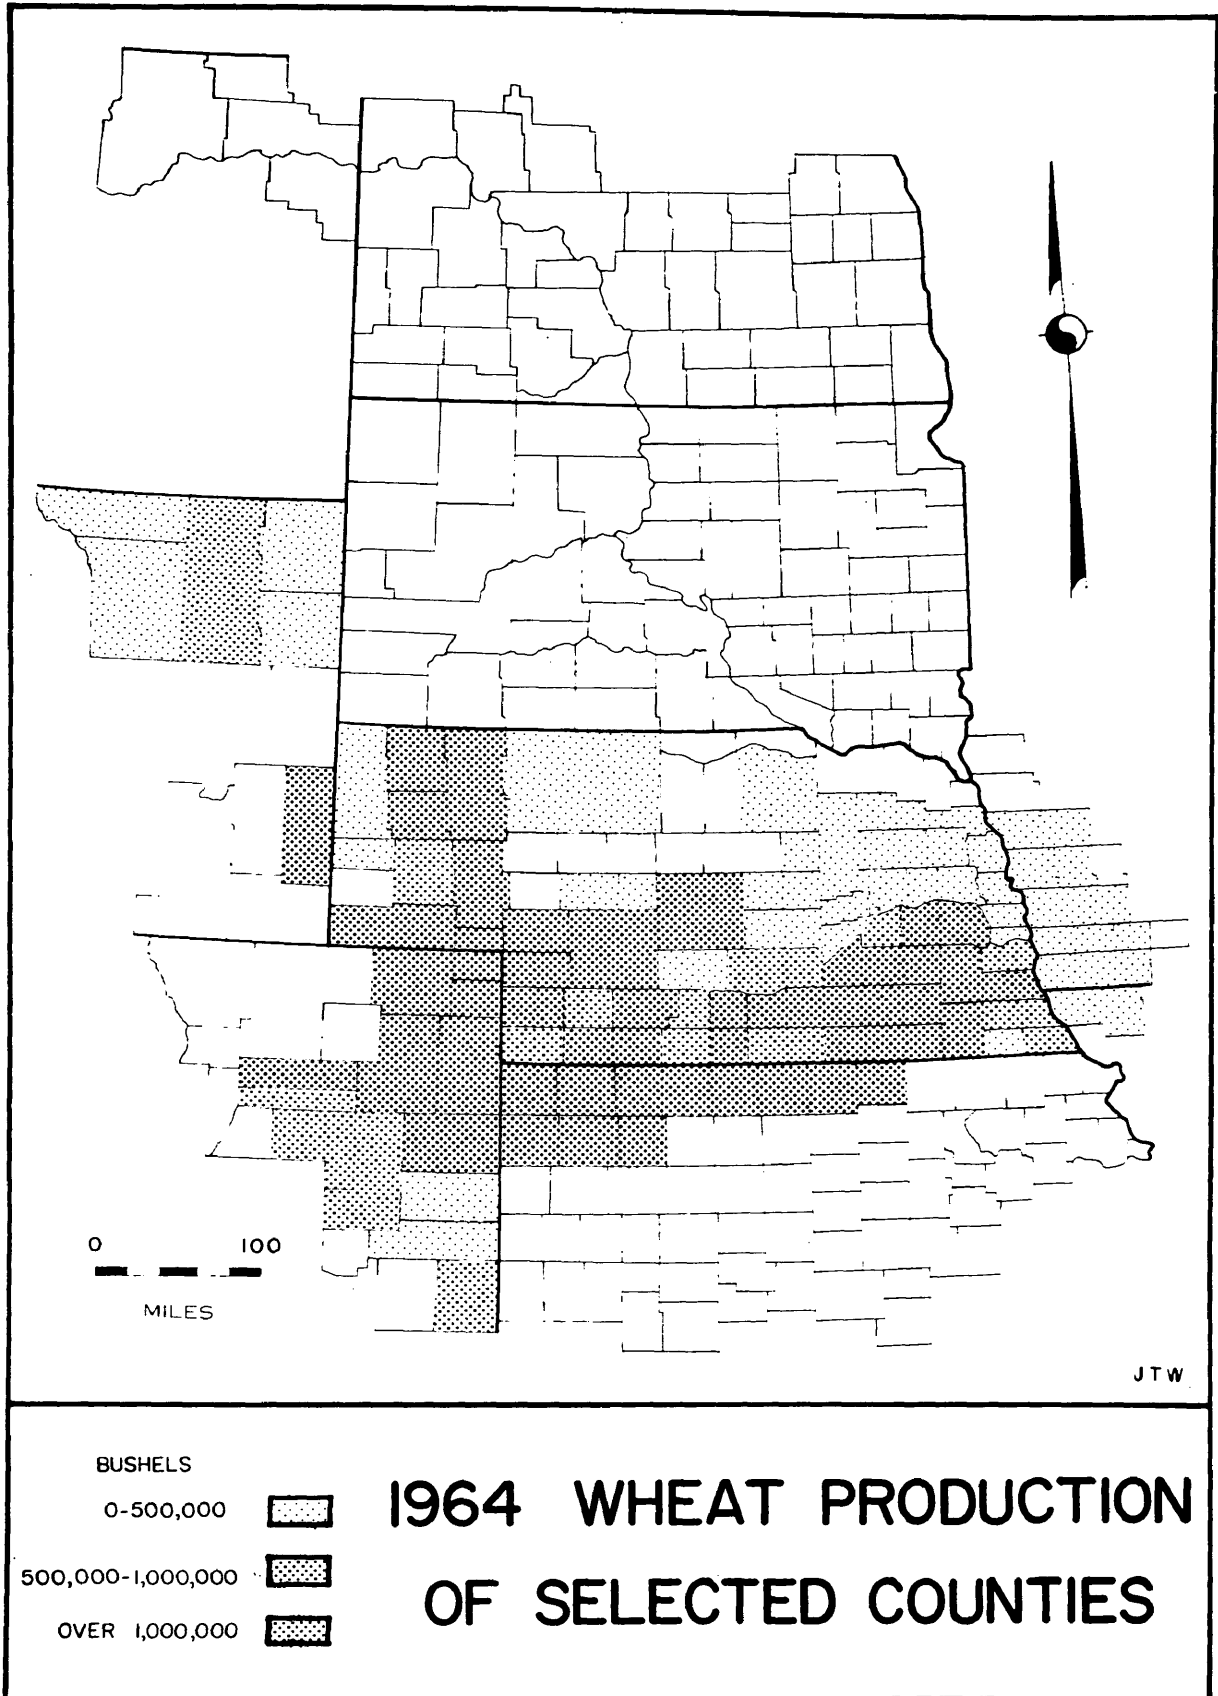 0 100
MILES
JTW
BUSHELS
0-500,000
500,000-1,000,000
OVER 1,000,000
1964 WHEAT PRODUCTION
OF SELECTED COUNTIES